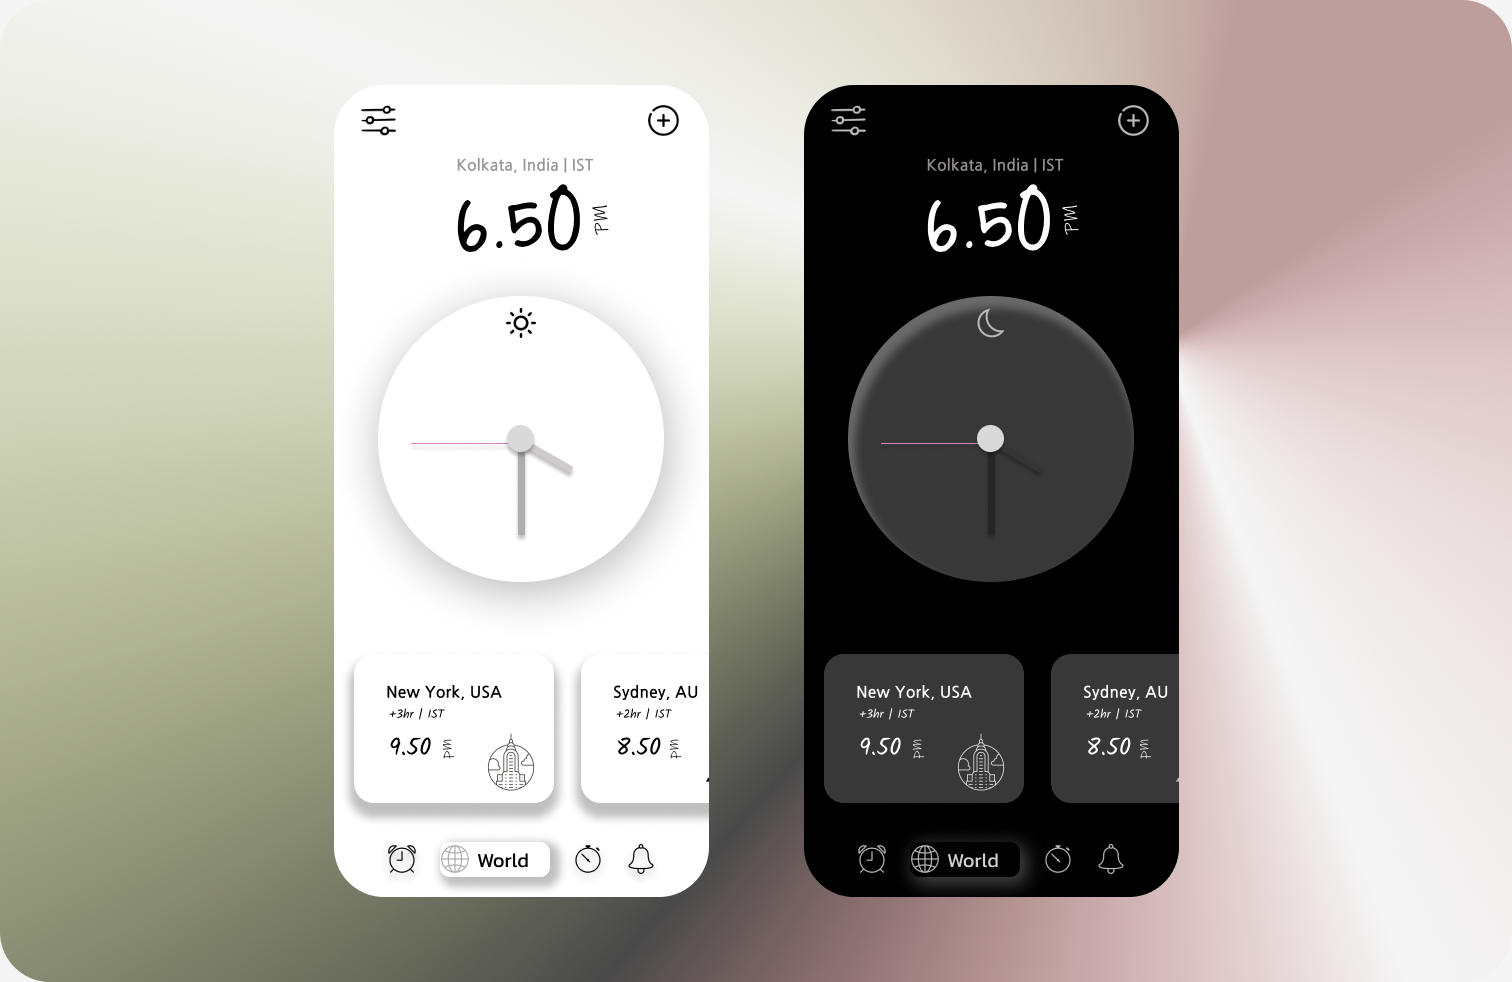 Kolkata, India | IST
6.50 PM
New York, USA
+3hr / IST
9.50 PM
Sydney, AU
+2hr / IST
8.50 PM
World
Kolkata, India | IST
6.50 PM
New York, USA
+3hr / IST
9.50 PM
Sydney, AU
+2hr / IST
8.50 PM
World